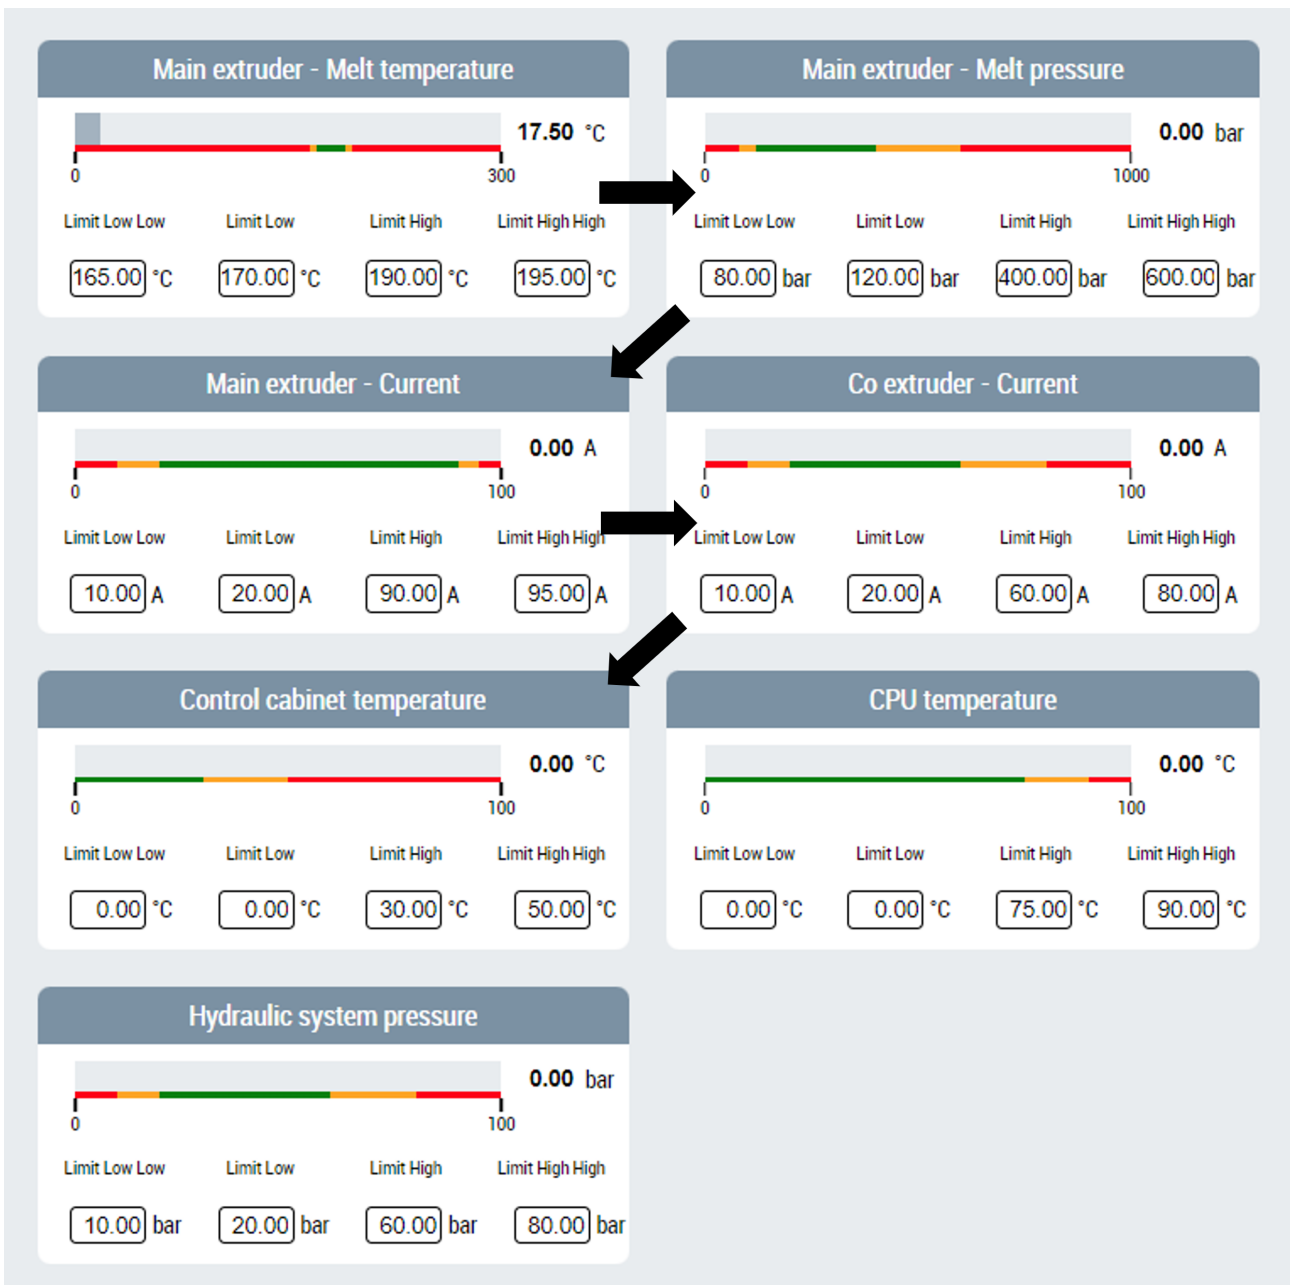 Main extruder - Melt temperature
17.50 °C
0 300
Limit Low Low Limit Low Limit High Limit High High
165.00 °C 170.00 °C 190.00 °C 195.00 °C
Main extruder - Melt pressure
0.00 bar
0 1000
Limit Low Low Limit Low Limit High Limit High High
80.00 bar 120.00 bar 400.00 bar 600.00 bar
Main extruder - Current
0.00 A
0 100
Limit Low Low Limit Low Limit High Limit High High
10.00 A 20.00 A 90.00 A 95.00 A
Co extruder - Current
0.00 A
0 100
Limit Low Low Limit Low Limit High Limit High High
10.00 A 20.00 A 60.00 A 80.00 A
Control cabinet temperature
0.00 °C
0 100
Limit Low Low Limit Low Limit High Limit High High
0.00 °C 0.00 °C 30.00 °C 50.00 °C
CPU temperature
0.00 °C
0 100
Limit Low Low Limit Low Limit High Limit High High
0.00 °C 0.00 °C 75.00 °C 90.00 °C
Hydraulic system pressure
0.00 bar
0 100
Limit Low Low Limit Low Limit High Limit High High
10.00 bar 20.00 bar 60.00 bar 80.00 bar